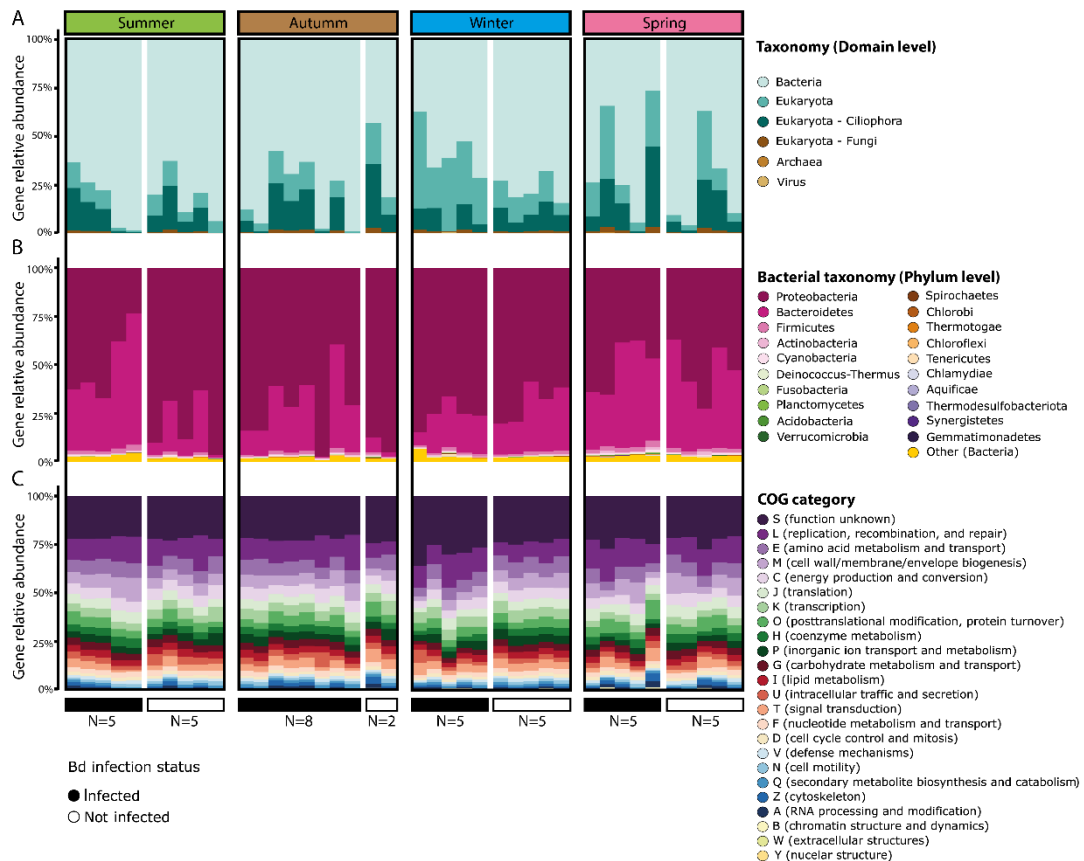 A
Summer
Autumm
Winter
Spring
Gene relative abundance
100%
75%
50%
25%
0%
Taxonomy (Domain level)
Bacteria
Eukaryota
Eukaryota - Ciliophora
Eukaryota - Fungi
Archaea
Virus
B
Gene relative abundance
100%
75%
50%
25%
0%
Bacterial taxonomy (Phylum level)
Proteobacteria
Bacteroidetes
Firmicutes
Actinobacteria
Cyanobacteria
Deinococcus-Thermus
Fusobacteria
Planctomycetes
Acidobacteria
Verrucomicrobia
Spirochaetes
Chlorobi
Thermotogae
Chloroflexi
Tenericutes
Chlamydiae
Aquificae
Thermodesulfobacteriota
Synergistetes
Gemmatimonadetes
Other (Bacteria)
C
Gene relative abundance
100%
75%
50%
25%
0%
COG category
S (function unknown)
L (replication, recombination, and repair)
E (amino acid metabolism and transport)
M (cell wall/membrane/envelope biogenesis)
C (energy production and conversion)
J (translation)
K (transcription)
O (posttranslational modification, protein turnover)
H (coenzyme metabolism)
P (inorganic ion transport and metabolism)
G (carbohydrate metabolism and transport)
I (lipid metabolism)
U (intracellular traffic and secretion)
T (signal transduction)
F (nucleotide metabolism and transport)
D (cell cycle control and mitosis)
V (defense mechanisms)
N (cell motility)
Q (secondary metabolite biosynthesis and catabolism)
Z (cytoskeleton)
A (RNA processing and modification)
B (chromatin structure and dynamics)
W (extracellular structures)
Y (nucelar structure)
N=5
N=5
N=8
N=2
N=5
N=5
N=5
N=5
Bd infection status
Infected
Not infected